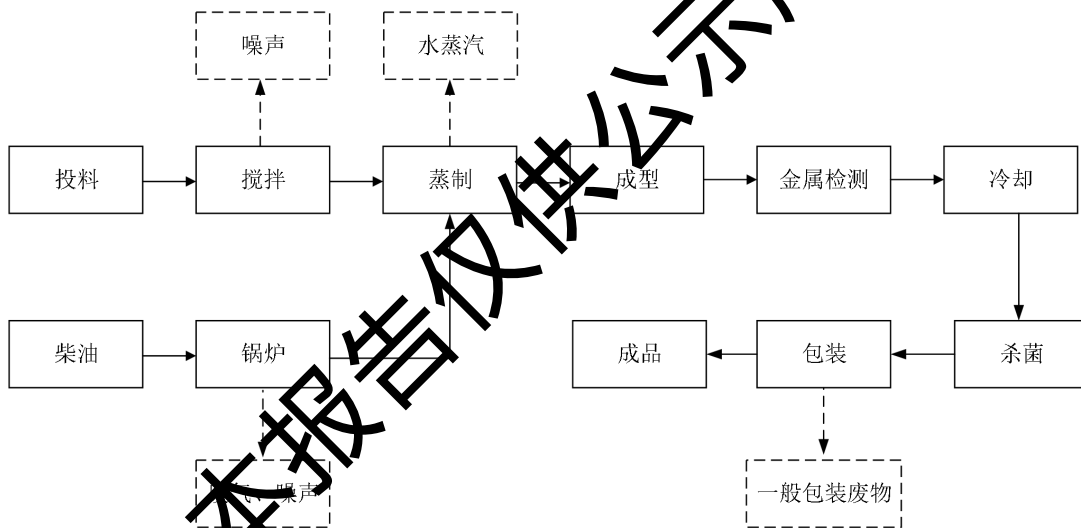 噪声
水蒸汽
投料
搅拌
蒸制
成型
金属检测
冷却
柴油
锅炉
成品
包装
杀菌
气、噪声
一般包装废物
本报告仅供公示